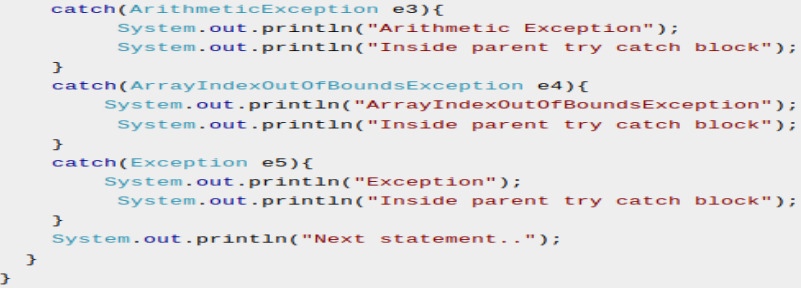 catch(ArithmeticException e3){
System.out.println("Arithmetic Exception");
System.out.println("Inside parent try catch block");
}
catch(ArrayIndexOutOfBoundsException e4){
System.out.println("ArrayIndexOutOfBoundsException");
System.out.println("Inside parent try catch block");
}
catch(Exception e5){
System.out.println("Exception");
System.out.println("Inside parent try catch block");
}
System.out.println("Next statement..");
}
}